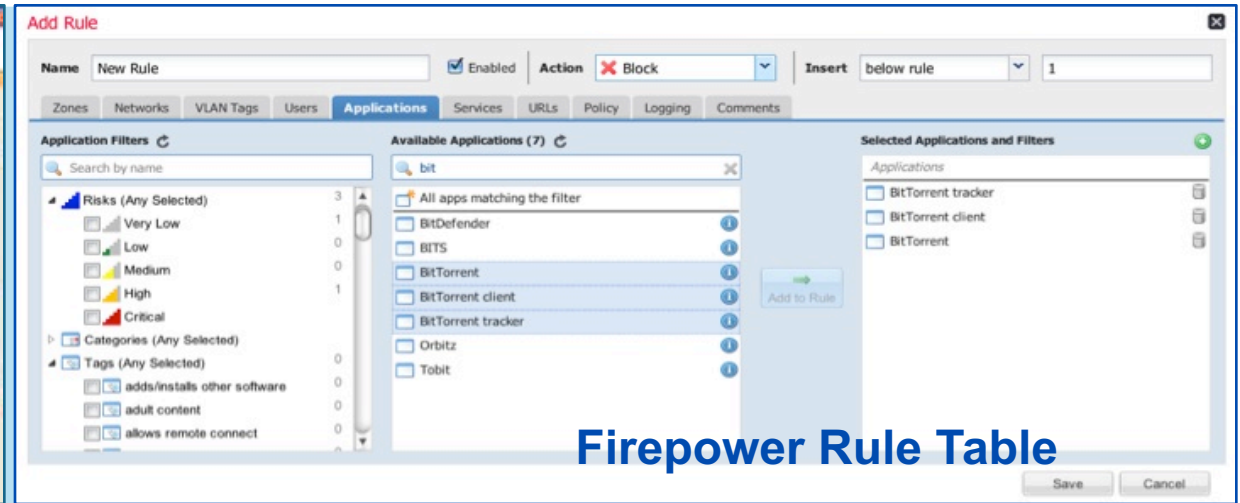 Add Rule
Name New Rule Enabled Action Block Insert below rule 1
Zones Networks VLAN Tags Users Applications Services URLs Policy Logging Comments
Application Filters Available Applications (7) Selected Applications and Filters
Search by name bit Applications
Risks (Any Selected) 3 All apps matching the filter BitTorrent tracker
Very Low 1 BitDefender BitTorrent client
Low 0 BITS BitTorrent
Medium 0 BitTorrent
High 1 BitTorrent client Add to Rule
Critical BitTorrent tracker
Categories (Any Selected) Orbitz
Tags (Any Selected) 0 Tobit
adds/installs other software 0
adult content 0
allows remote connect 0
Firepower Rule Table
Save Cancel